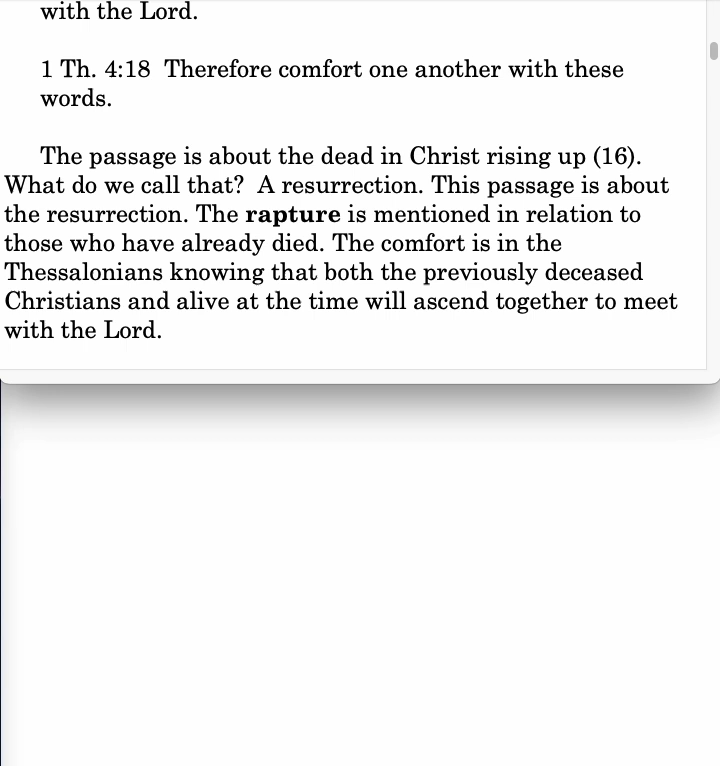 with the Lord.
1 Th. 4:18  Therefore comfort one another with these
words.
The passage is about the dead in Christ rising up (16).
What do we call that?  A resurrection. This passage is about
the resurrection. The rapture is mentioned in relation to
those who have already died. The comfort is in the
Thessalonians knowing that both the previously deceased
Christians and alive at the time will ascend together to meet
with the Lord.